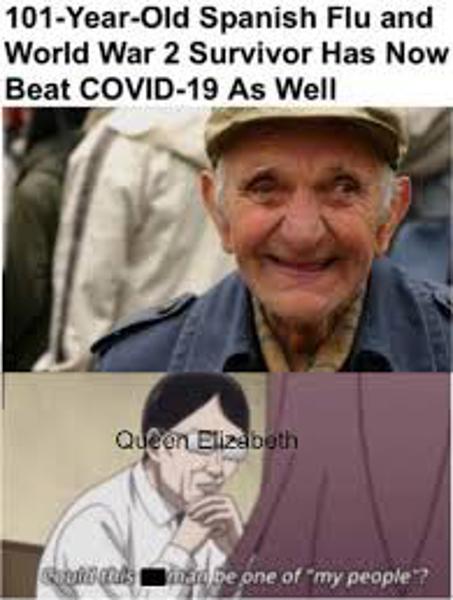 101-Year-Old Spanish Flu and
World War 2 Survivor Has Now
Beat COVID-19 As Well
Queen Elizabeth
Could this man be one of "my people"?